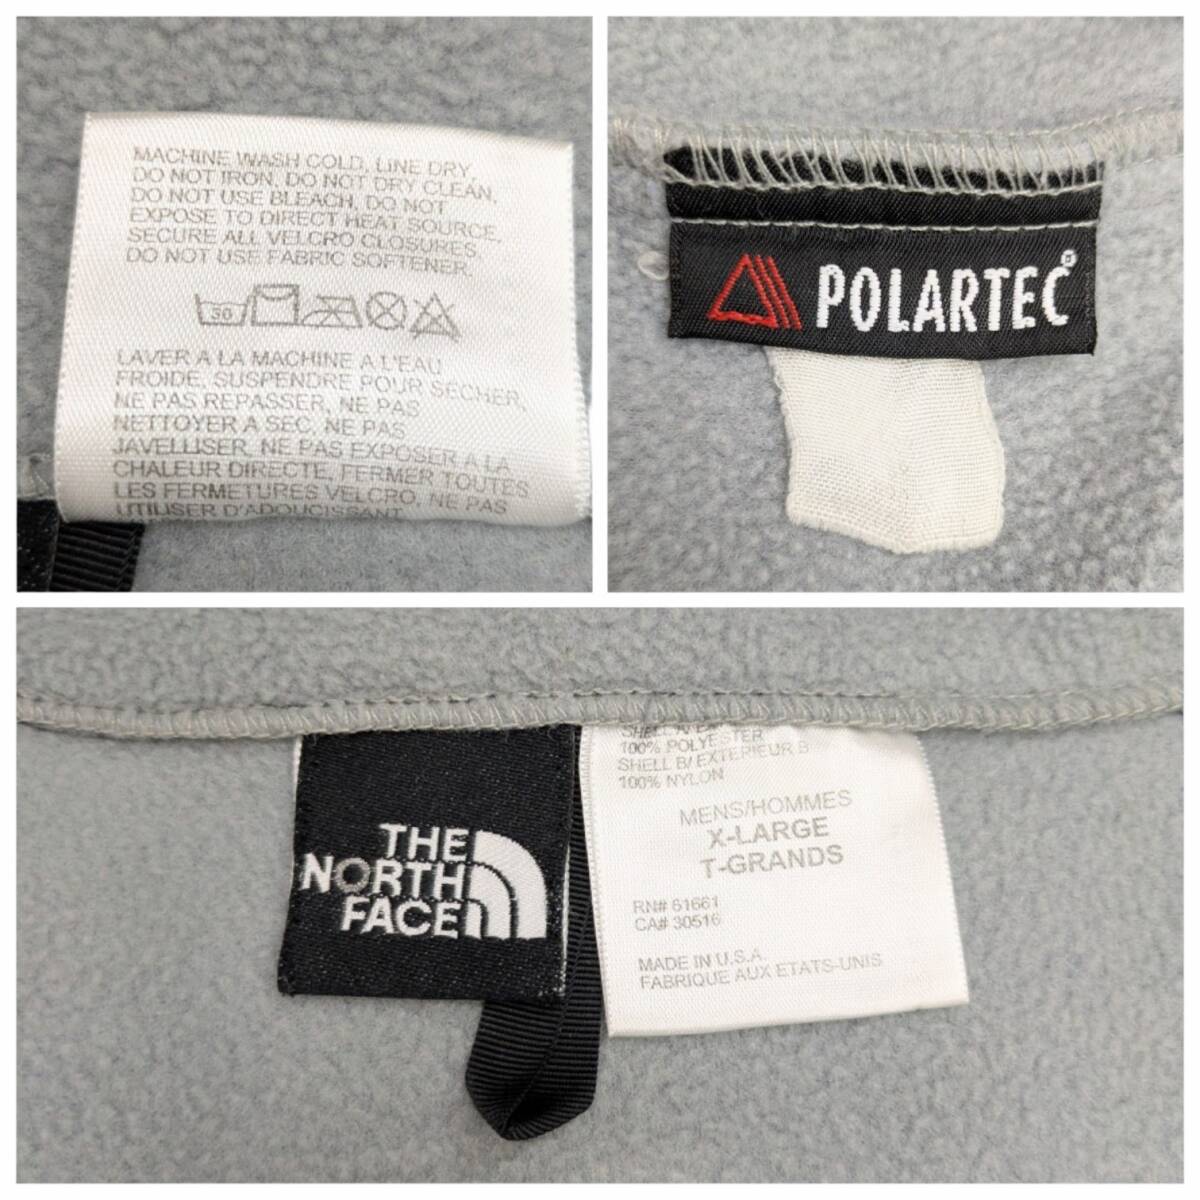 MACHINE WASH COLD, LINE DRY,
DO NOT IRON, DO NOT DRY CLEAN,
DO NOT USE BLEACH, DO NOT
EXPOSE TO DIRECT HEAT SOURCE,
SECURE ALL VELCRO CLOSURES.
DO NOT USE FABRIC SOFTENER.
30
LAVER A LA MACHINE A L'EAU
FROIDE, SUSPENDRE POUR SECHER,
NE PAS REPASSER, NE PAS
NETTOYER A SEC, NE PAS
JAVELLISER, NE PAS EXPOSER A LA
CHALEUR DIRECTE, FERMER TOUTES
LES FERMETURES VELCRO, NE PAS
UTILISER D'ADOUCISSANT
POLARTEC®
THE
NORTH
FACE
SHELL
100% POLYESTER
SHELL B/EXTERIEUR B
100% NYLON
MENS/HOMMES
X-LARGE
T-GRANDS
RN# 61661
CA# 30516
MADE IN U.S.A.
FABRIQUE AUX ETATS-UNIS